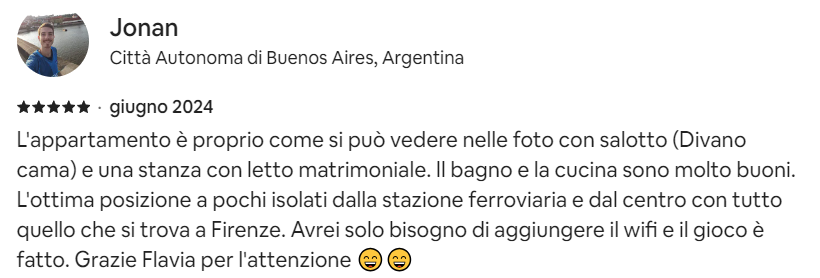 Jonan
Città Autonoma di Buenos Aires, Argentina
★★★★★ · giugno 2024
L'appartamento è proprio come si può vedere nelle foto con salotto (Divano
cama) e una stanza con letto matrimoniale. Il bagno e la cucina sono molto buoni.
L'ottima posizione a pochi isolati dalla stazione ferroviaria e dal centro con tutto
quello che si trova a Firenze. Avrei solo bisogno di aggiungere il wifi e il gioco è
fatto. Grazie Flavia per l'attenzione 😄😄